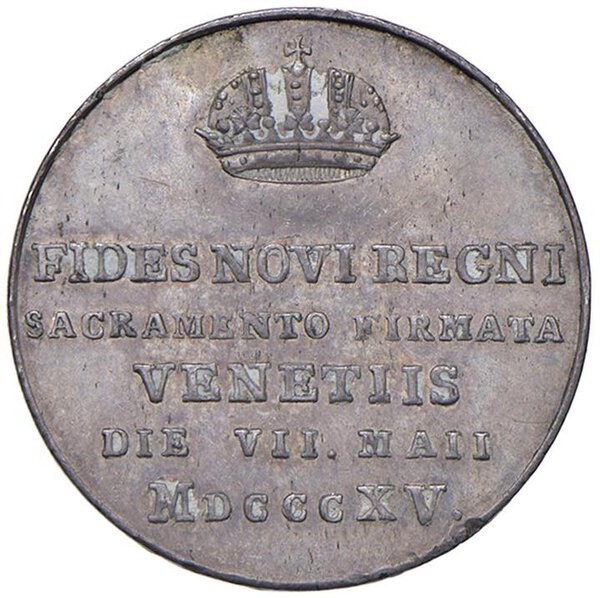 FIDES NOVI REGNI
SACRAMENTO FIRMATA
VENETIIS
DIE VII. MAII
MDCCCXV.